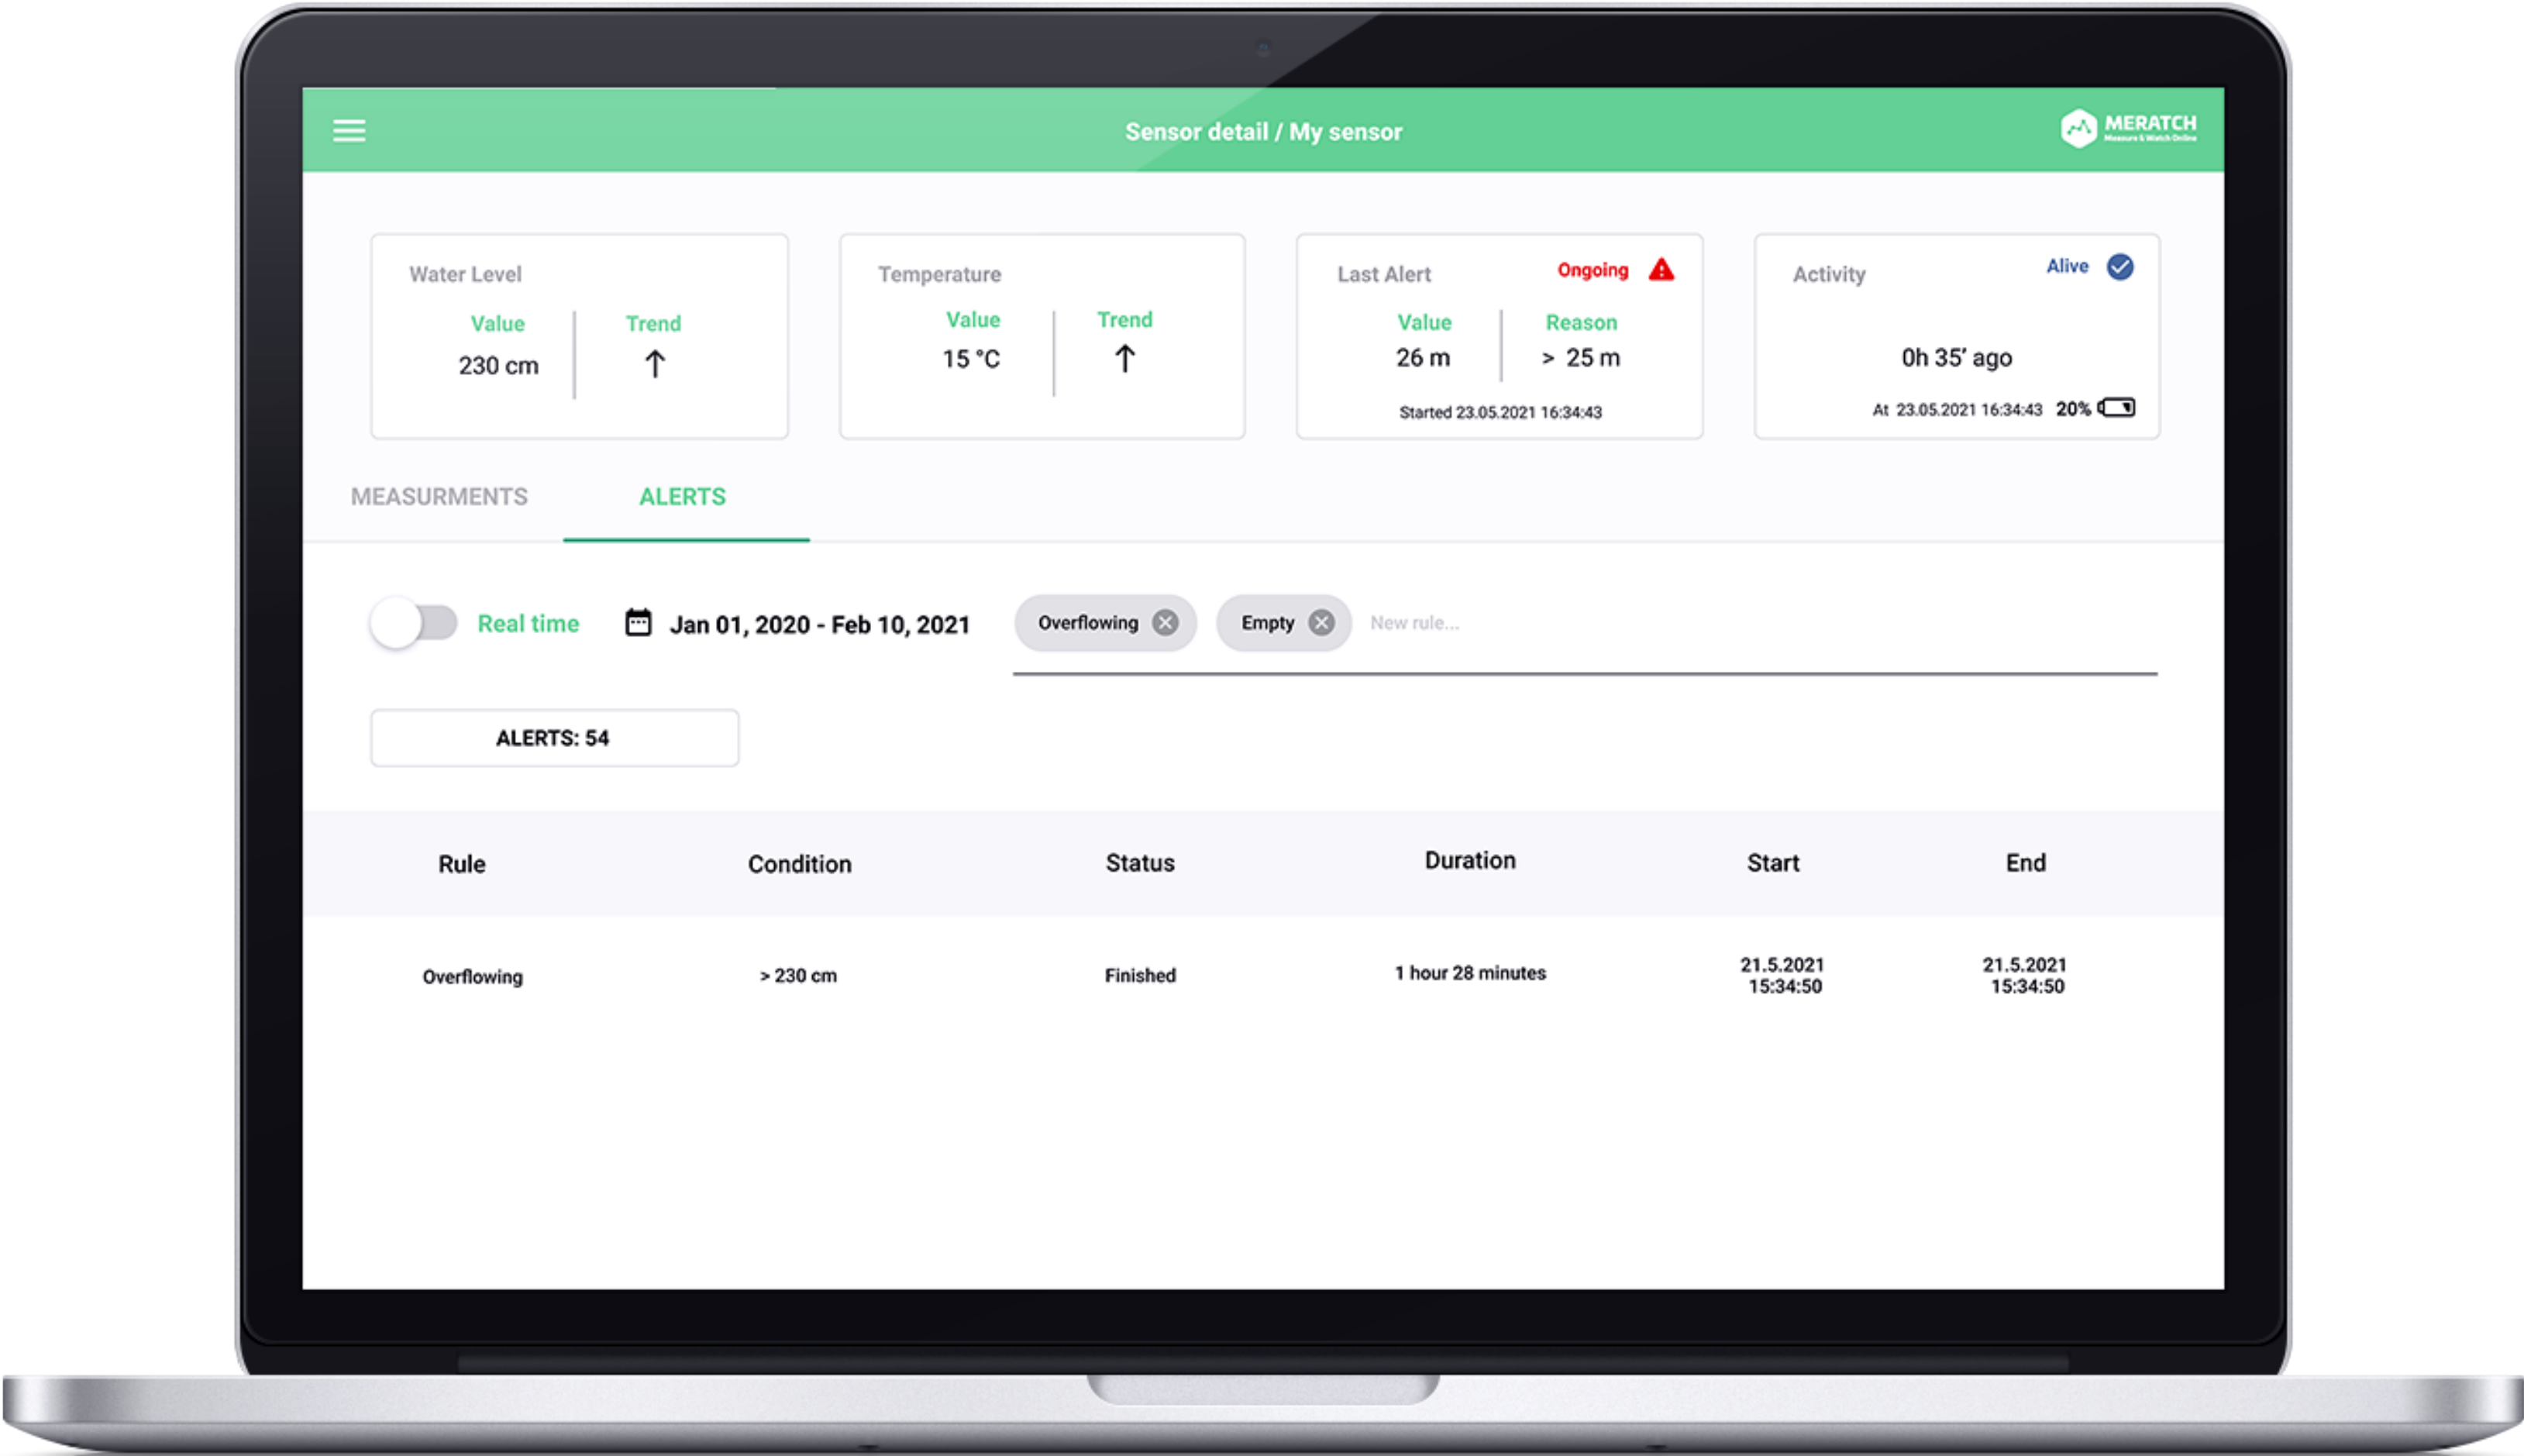 Sensor detail / My sensor
MERATCH
Measure & Watch Online
Water Level
Value
Trend
230 cm
Temperature
Value
Trend
15 °C
Last Alert
Ongoing
Value
Reason
26 m
> 25 m
Started 23.05.2021 16:34:43
Activity
Alive
0h 35’ ago
At 23.05.2021 16:34:43 20%
MEASURMENTS
ALERTS
Real time
Jan 01, 2020 - Feb 10, 2021
Overflowing
Empty
New rule...
ALERTS: 54
Rule Condition Status Duration Start End
Overflowing > 230 cm Finished 1 hour 28 minutes
21.5.2021
15:34:50
21.5.2021
15:34:50